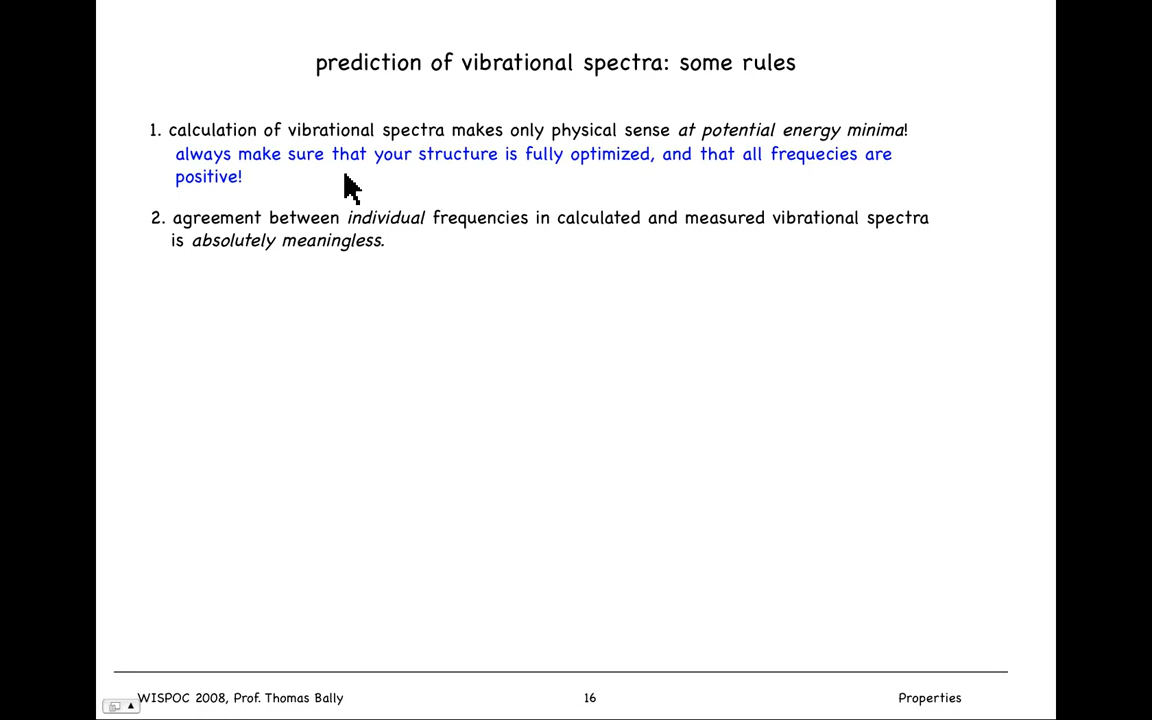 prediction of vibrational spectra: some rules
1. calculation of vibrational spectra makes only physical sense at potential energy minima!
always make sure that your structure is fully optimized, and that all frequecies are
positive!
2. agreement between individual frequencies in calculated and measured vibrational spectra
is absolutely meaningless.
WISPOC 2008, Prof. Thomas Bally 16 Properties